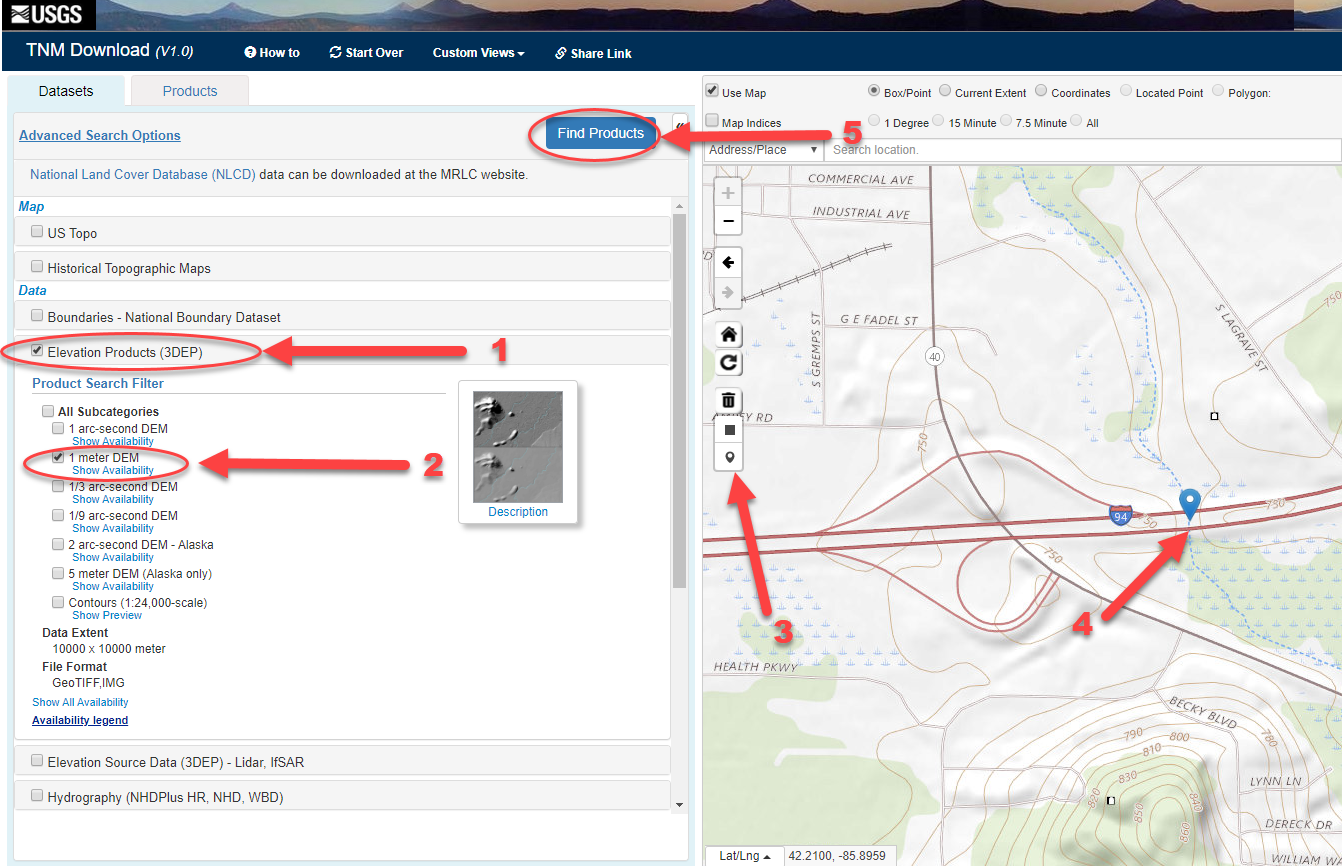 USGS
TNM Download (V1.0)
How to
Start Over
Custom Views
Share Link
Datasets
Products
Advanced Search Options
Find Products
«
5
National Land Cover Database (NLCD) data can be downloaded at the MRLC website.
Map
US Topo
Historical Topographic Maps
Data
Boundaries - National Boundary Dataset
Elevation Products (3DEP)
1
Product Search Filter
All Subcategories
1 arc-second DEM
Show Availability
1 meter DEM
Show Availability
2
1/3 arc-second DEM
Show Availability
1/9 arc-second DEM
Show Availability
2 arc-second DEM - Alaska
Show Availability
5 meter DEM (Alaska only)
Show Availability
Contours (1:24,000-scale)
Show Preview
Description
Data Extent
10000 x 10000 meter
File Format
GeoTIFF,IMG
Show All Availability
Availability legend
Elevation Source Data (3DEP) - Lidar, IfSAR
Hydrography (NHDPlus HR, NHD, WBD)
Use Map
Box/Point
Current Extent
Coordinates
Located Point
Polygon:
Map Indices
1 Degree
15 Minute
7.5 Minute
All
Address/Place
Search location.
+
−
COMMERCIAL AVE
INDUSTRIAL AVE
G E FADEL ST
S GREMPS ST
S LAGRAVE ST
40
750
750
94
750
730
730
750
3
4
HEALTH PKWY
BECKY BLVD
790
800
810
780
830
820
850
840
860
LYNN LN
DERECK DR
WILLIAM WA
Lat/Lng
42.2100, -85.8959